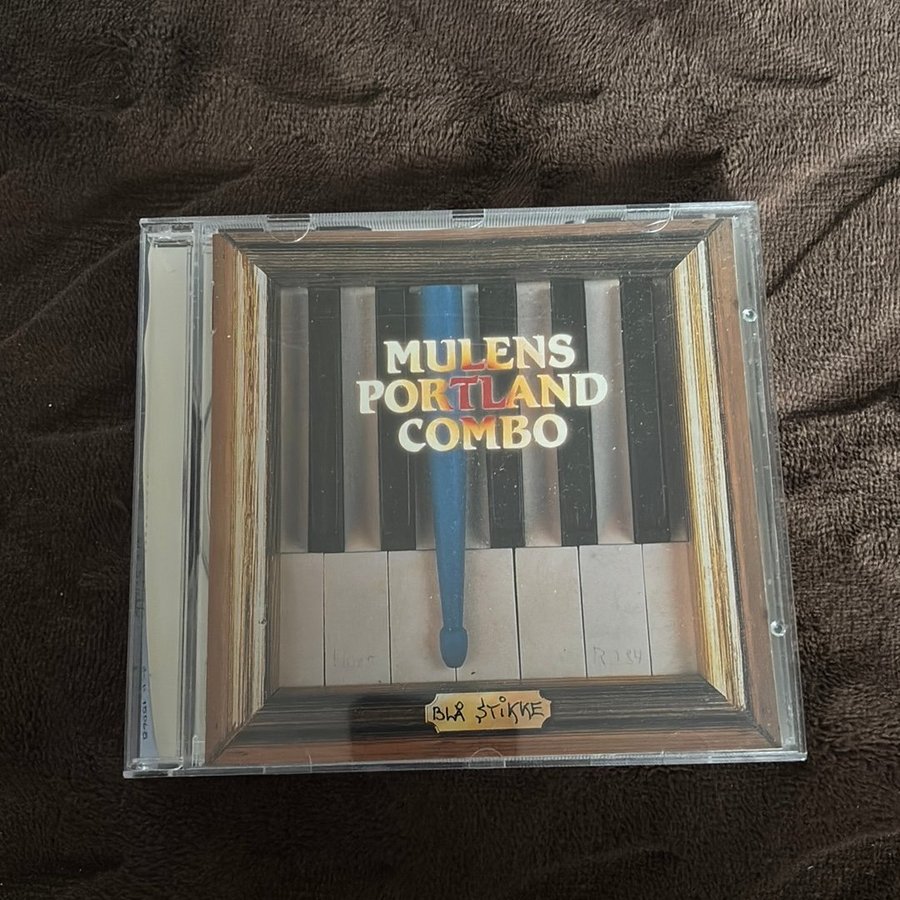 MULENS
PORTLAND
COMBO
BLÅ STIKKE